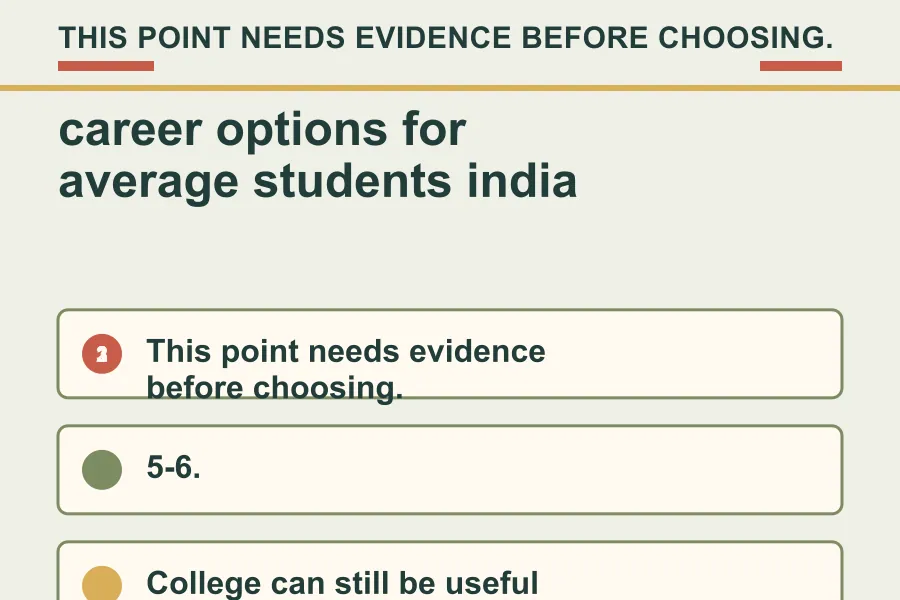 THIS POINT NEEDS EVIDENCE BEFORE CHOOSING.
career options for
average students india
This point needs evidence
before choosing.
5-6.
College can still be useful